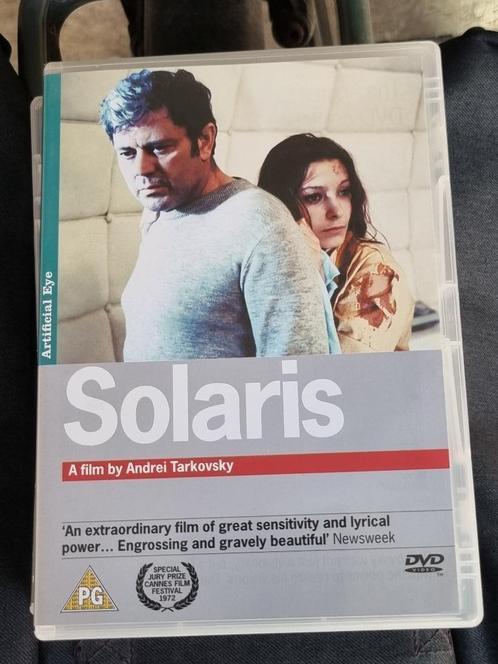 Artificial Eye
Solaris
A film by Andrei Tarkovsky
'An extraordinary film of great sensitivity and lyrical
power... Engrossing and gravely beautiful' Newsweek
PG
SPECIAL
JURY PRIZE
CANNES FILM
FESTIVAL
1972
DVD
VIDEO
TM